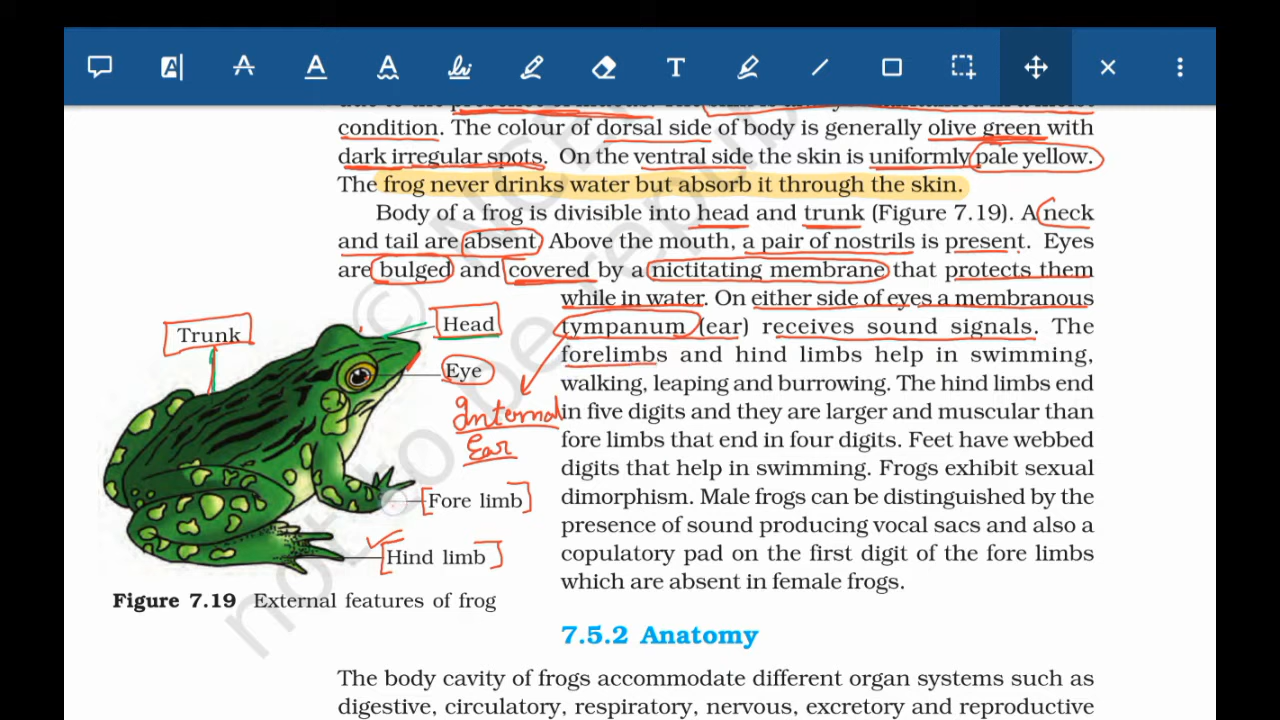 condition. The colour of dorsal side of body is generally olive green with
dark irregular spots. On the ventral side the skin is uniformly pale yellow.
The frog never drinks water but absorb it through the skin.
Body of a frog is divisible into head and trunk (Figure 7.19). A neck
and tail are absent. Above the mouth, a pair of nostrils is present. Eyes
are bulged and covered by a nictitating membrane that protects them
while in water. On either side of eyes a membranous
tympanum (ear) receives sound signals. The
forelimbs and hind limbs help in swimming,
walking, leaping and burrowing. The hind limbs end
in five digits and they are larger and muscular than
fore limbs that end in four digits. Feet have webbed
digits that help in swimming. Frogs exhibit sexual
dimorphism. Male frogs can be distinguished by the
presence of sound producing vocal sacs and also a
copulatory pad on the first digit of the fore limbs
which are absent in female frogs.
Trunk
Head
Eye
Internal
Ear
Fore limb
Hind limb
Figure 7.19 External features of frog
7.5.2 Anatomy
The body cavity of frogs accommodate different organ systems such as
digestive, circulatory, respiratory, nervous, excretory and reproductive
not to be repub
© NCE